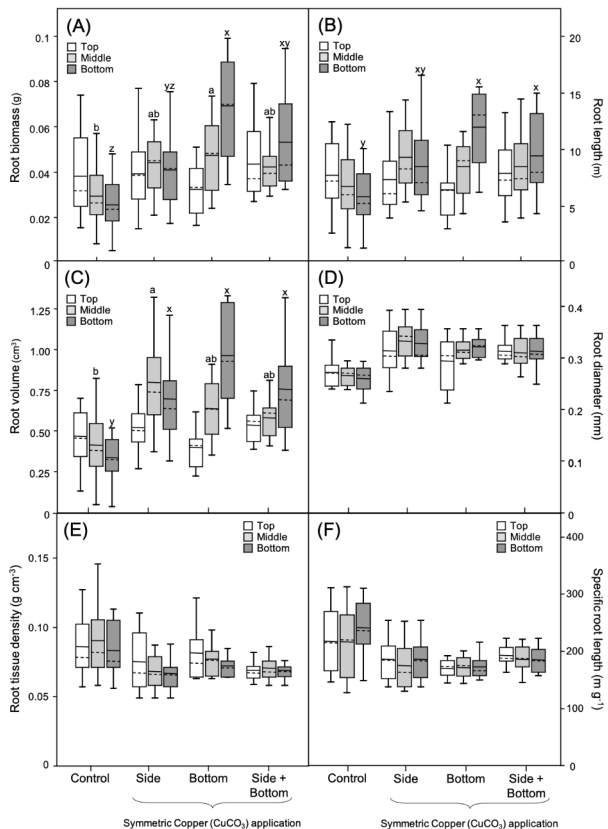 (A)
Top
Middle
Bottom
0.1
0.08
0.06
0.04
0.02
0
Root biomass (g)
b
z
ab
yz
a
x
ab
xy
(B)
Top
Middle
Bottom
20
15
10
5
0
Root length (m)
y
xy
x
x
(C)
Top
Middle
Bottom
1.25
1.00
0.75
0.50
0.25
0
Root volume (cm³)
b
y
a
x
ab
x
ab
x
(D)
Top
Middle
Bottom
0.4
0.3
0.2
0.1
0
Root diameter (mm)
(E)
Top
Middle
Bottom
0.15
0.10
0.05
0
Root tissue density (g cm⁻³)
(F)
Top
Middle
Bottom
400
300
200
100
0
Specific root length (m g⁻¹)
Control Side Bottom Side +
Bottom
Symmetric Copper (CuCO₃) application
Control Side Bottom Side +
Bottom
Symmetric Copper (CuCO₃) application